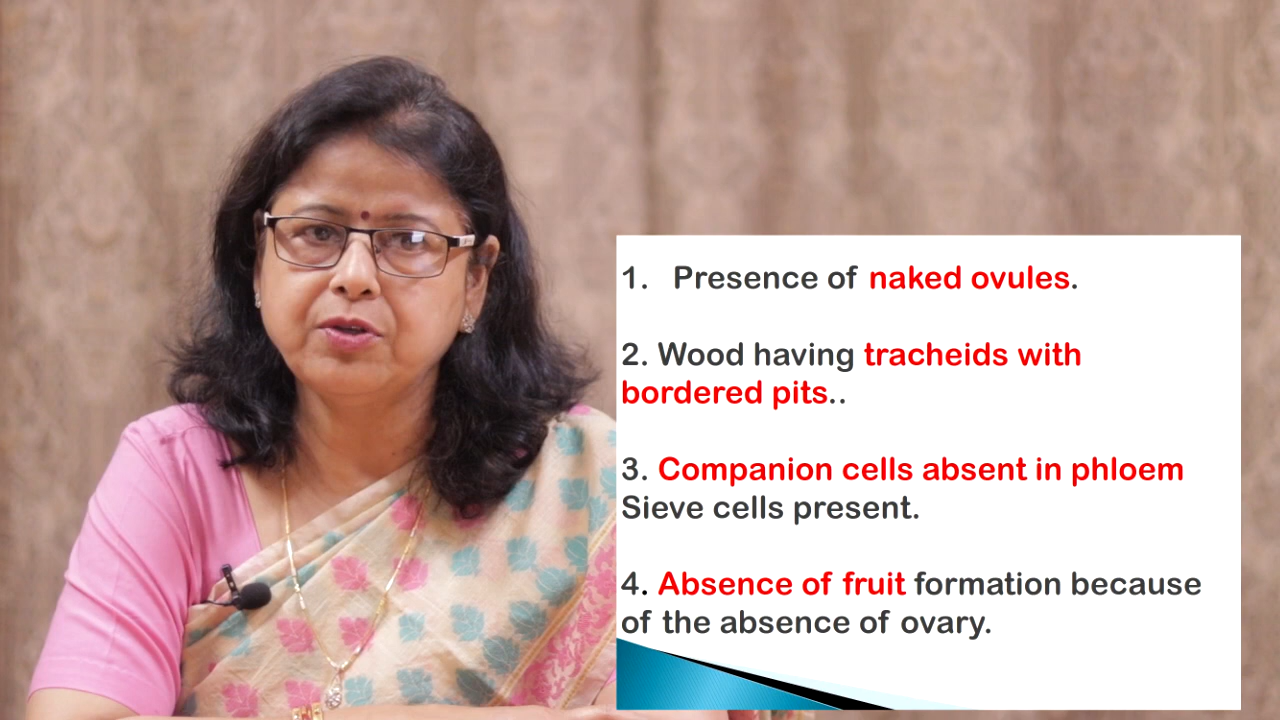 1. Presence of naked ovules.
2. Wood having tracheids with
bordered pits..
3. Companion cells absent in phloem
Sieve cells present.
4. Absence of fruit formation because
of the absence of ovary.